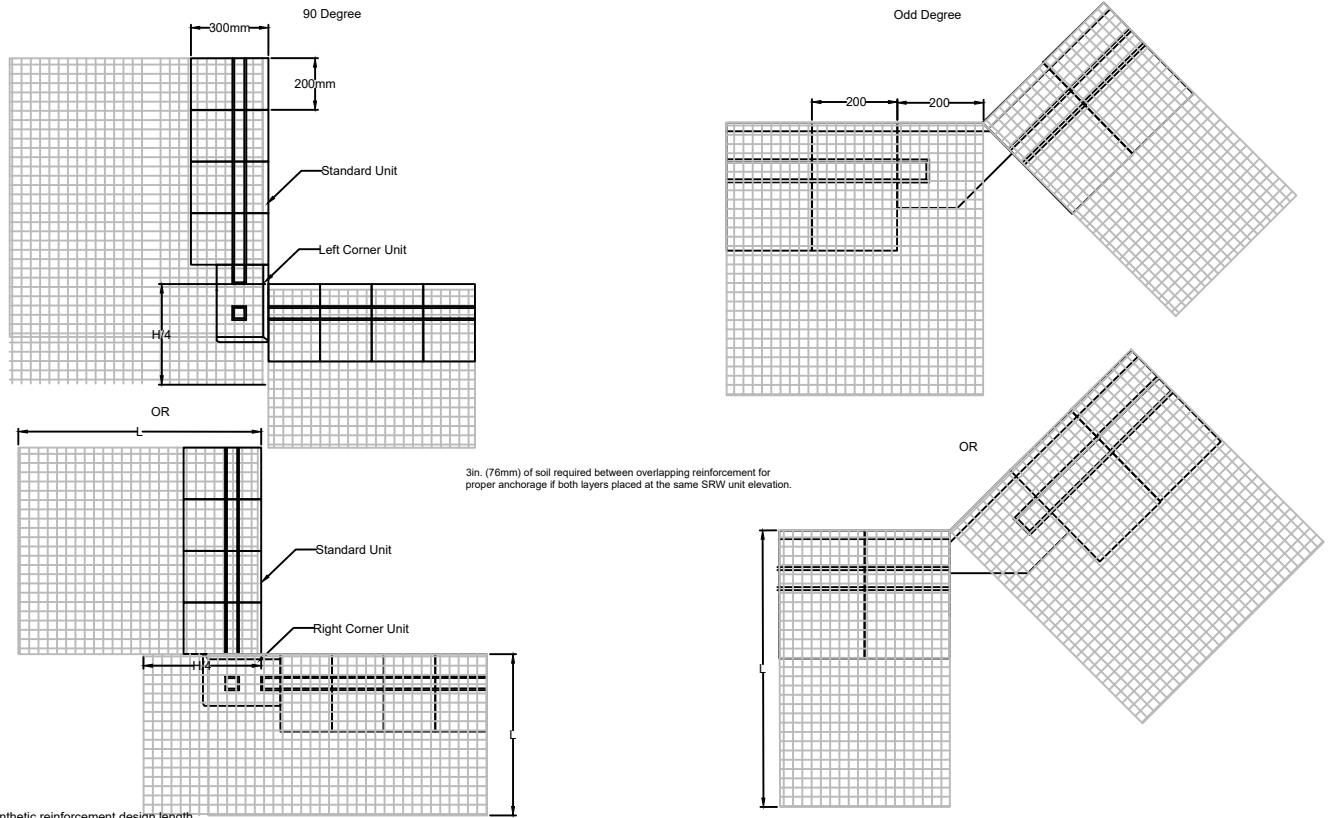 90 Degree
300mm
200mm
Standard Unit
Left Corner Unit
H/4
OR
L
Standard Unit
Right Corner Unit
H/4
L
3in. (76mm) of soil required between overlapping reinforcement for
proper anchorage if both layers placed at the same SRW unit elevation.
Odd Degree
200
200
OR
L
reinforcement design length